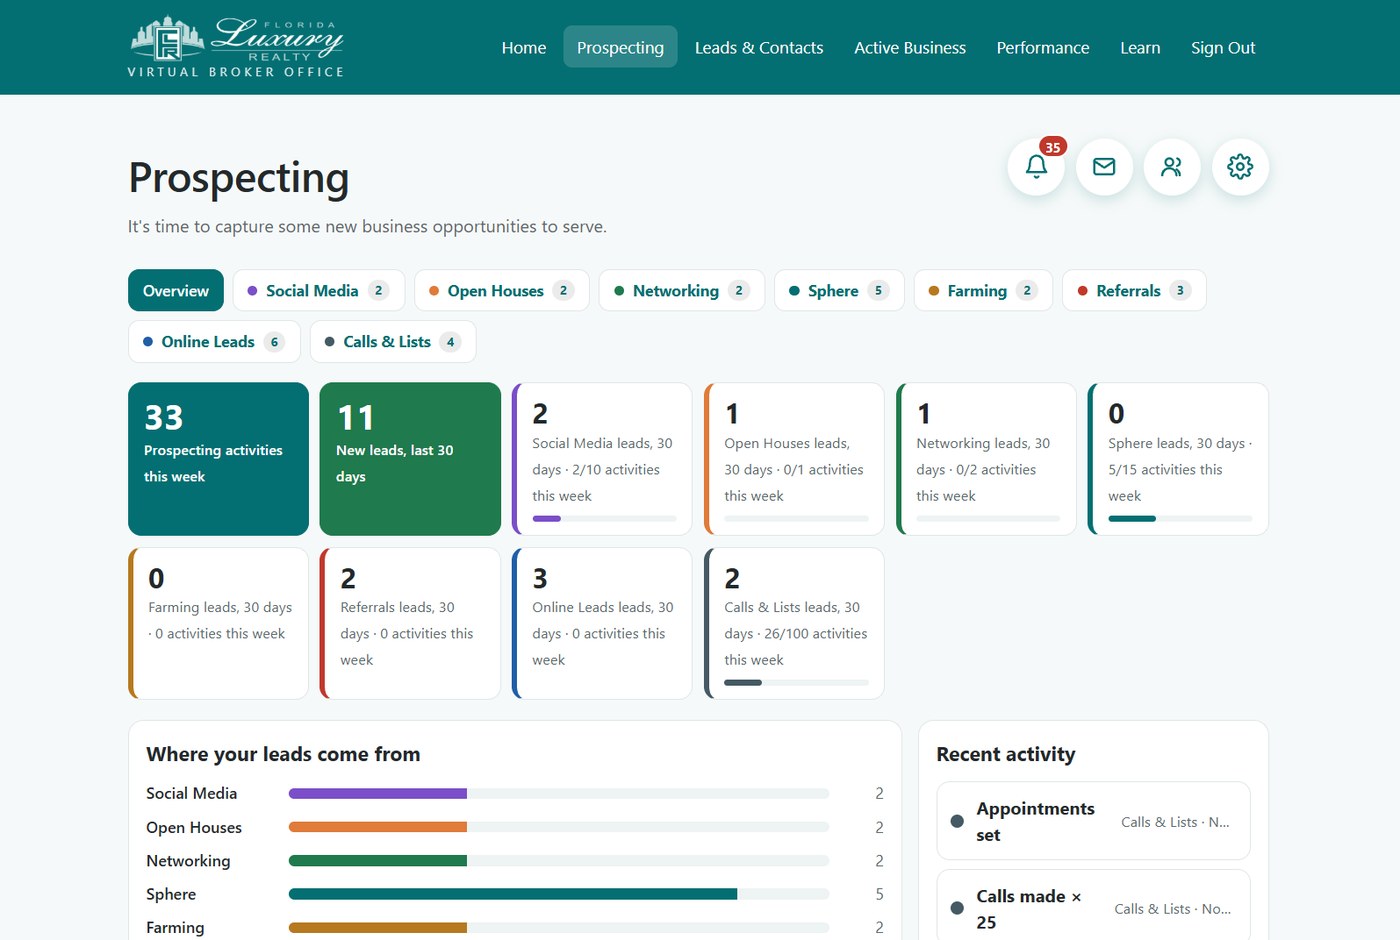 FLORIDA
Luxury
REALTY
VIRTUAL BROKER OFFICE
Home
Prospecting
Leads & Contacts
Active Business
Performance
Learn
Sign Out
35
Prospecting
It's time to capture some new business opportunities to serve.
Overview
Social Media 2
Open Houses 2
Networking 2
Sphere 5
Farming 2
Referrals 3
Online Leads 6
Calls & Lists 4
33
Prospecting activities
this week
11
New leads, last 30
days
2
Social Media leads, 30
days · 2/10 activities
this week
1
Open Houses leads,
30 days · 0/1 activities
this week
1
Networking leads, 30
days · 0/2 activities
this week
0
Sphere leads, 30 days ·
5/15 activities this
week
0
Farming leads, 30 days
· 0 activities this week
2
Referrals leads, 30
days · 0 activities this
week
3
Online Leads leads, 30
days · 0 activities this
week
2
Calls & Lists leads, 30
days · 26/100 activities
this week
Where your leads come from
Social Media 2
Open Houses 2
Networking 2
Sphere 5
Farming 2
Recent activity
Appointments
set
Calls & Lists · N...
Calls made ×
25
Calls & Lists · No...